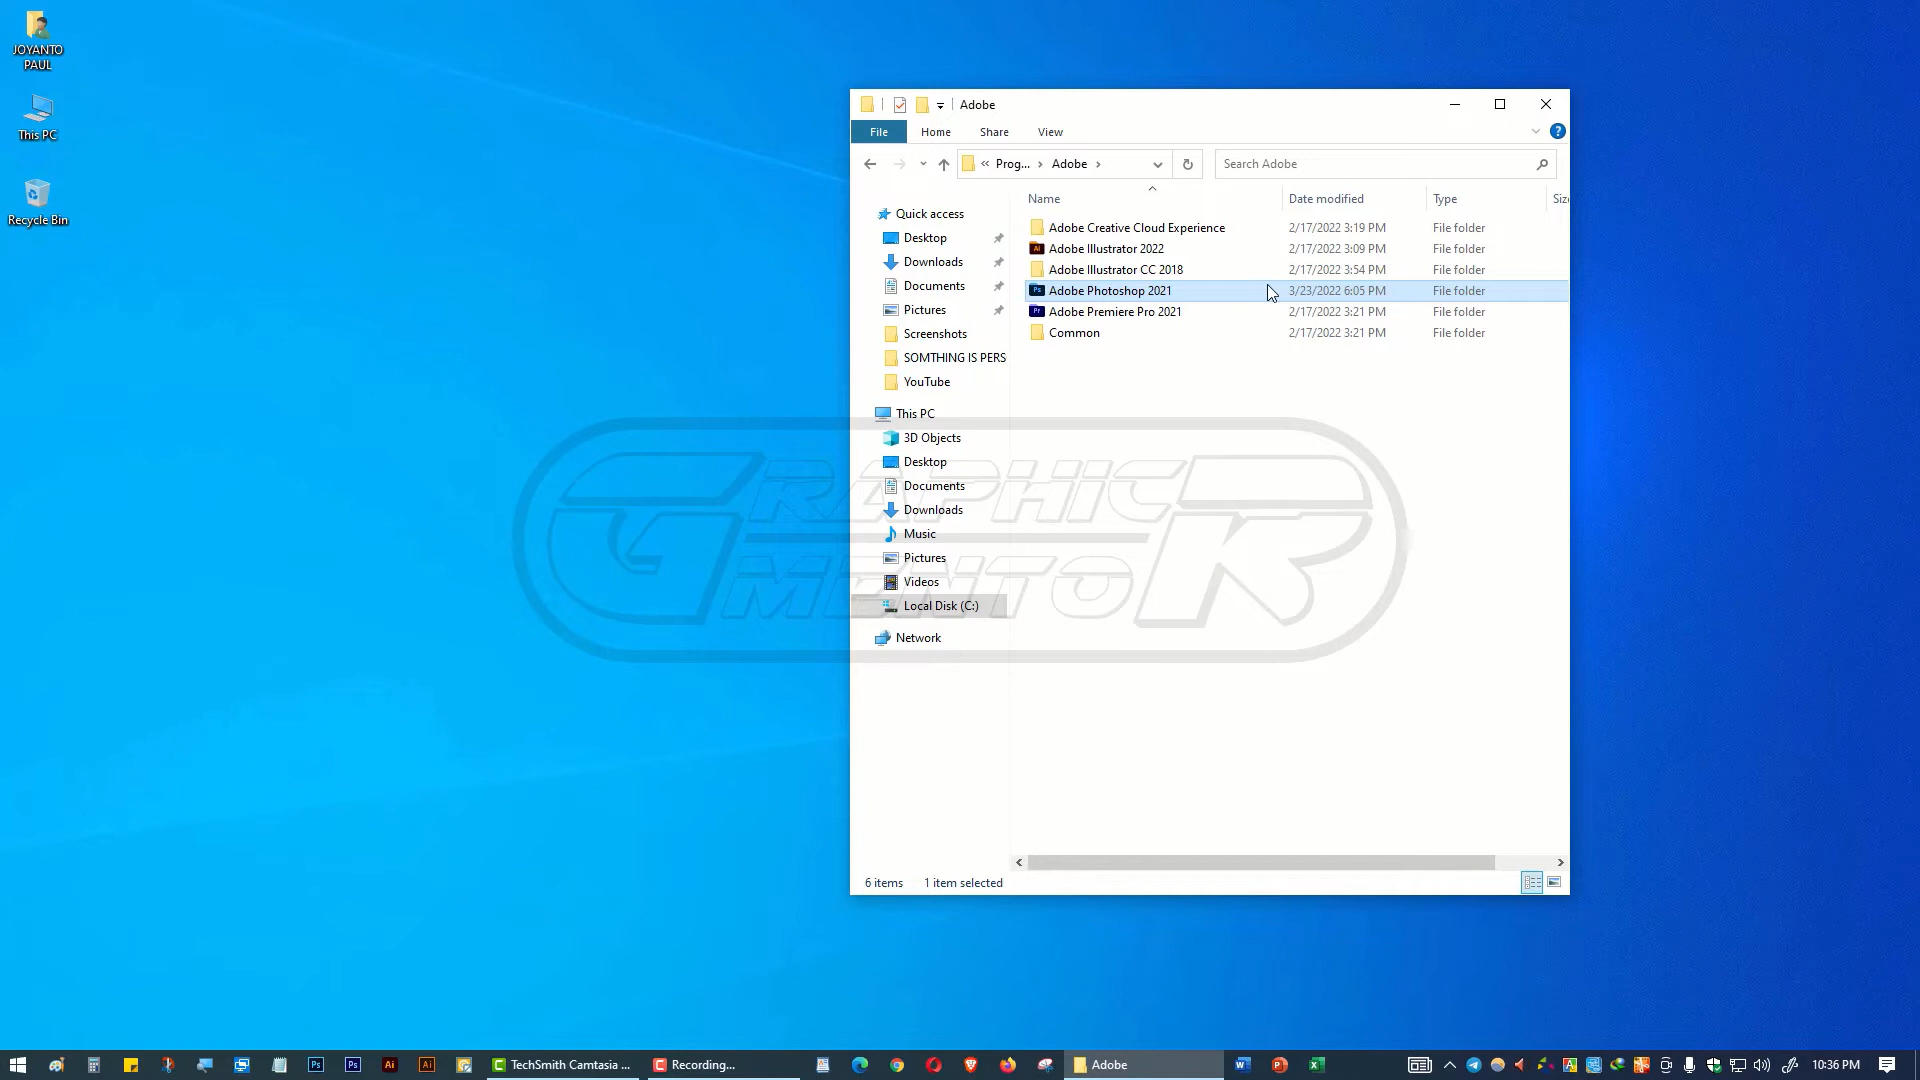 JOYANTO
PAUL
This PC
Recycle Bin
Adobe
File Home Share View
« Prog... › Adobe ›
Search Adobe
Name Date modified Type Siz
Quick access
Desktop
Downloads
Documents
Pictures
Screenshots
SOMTHING IS PERS
YouTube
This PC
3D Objects
Desktop
Documents
Downloads
Music
Pictures
Videos
Local Disk (C:)
Network
Adobe Creative Cloud Experience 2/17/2022 3:19 PM File folder
Adobe Illustrator 2022 2/17/2022 3:09 PM File folder
Adobe Illustrator CC 2018 2/17/2022 3:54 PM File folder
Adobe Photoshop 2021 3/23/2022 6:05 PM File folder
Adobe Premiere Pro 2021 2/17/2022 3:21 PM File folder
Common 2/17/2022 3:21 PM File folder
GRAPHIC
MENTOR
6 items 1 item selected
TechSmith Camtasia ...
Recording...
Adobe
10:36 PM